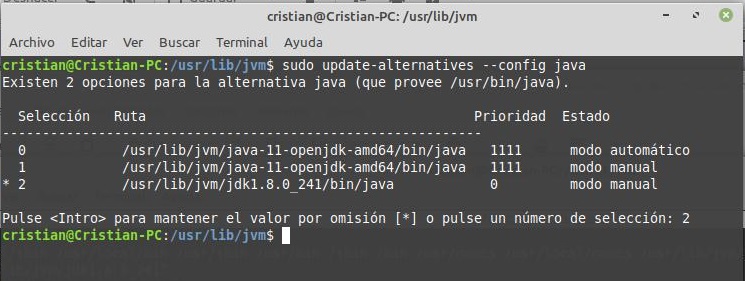 cristian@Cristian-PC: /usr/lib/jvm
Archivo Editar Ver Buscar Terminal Ayuda
cristian@Cristian-PC:/usr/lib/jvm$ sudo update-alternatives --config java
Existen 2 opciones para la alternativa java (que provee /usr/bin/java).
Selección Ruta Prioridad Estado
------------------------------------------------------------
0 /usr/lib/jvm/java-11-openjdk-amd64/bin/java 1111 modo automático
1 /usr/lib/jvm/java-11-openjdk-amd64/bin/java 1111 modo manual
* 2 /usr/lib/jvm/jdk1.8.0_241/bin/java 0 modo manual
Pulse <Intro> para mantener el valor por omisión [*] o pulse un número de selección: 2
cristian@Cristian-PC:/usr/lib/jvm$